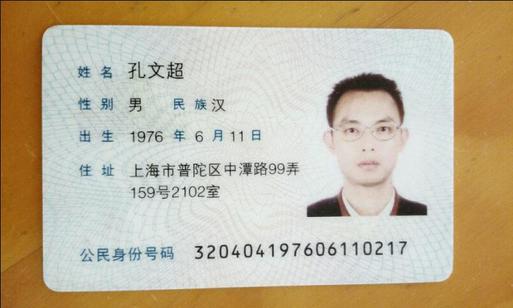 姓名 孔文超
性别 男 民族 汉
出生 1976 年 6 月 11 日
住址 上海市普陀区中潭路99弄
159号2102室
公民身份号码 320404197606110217